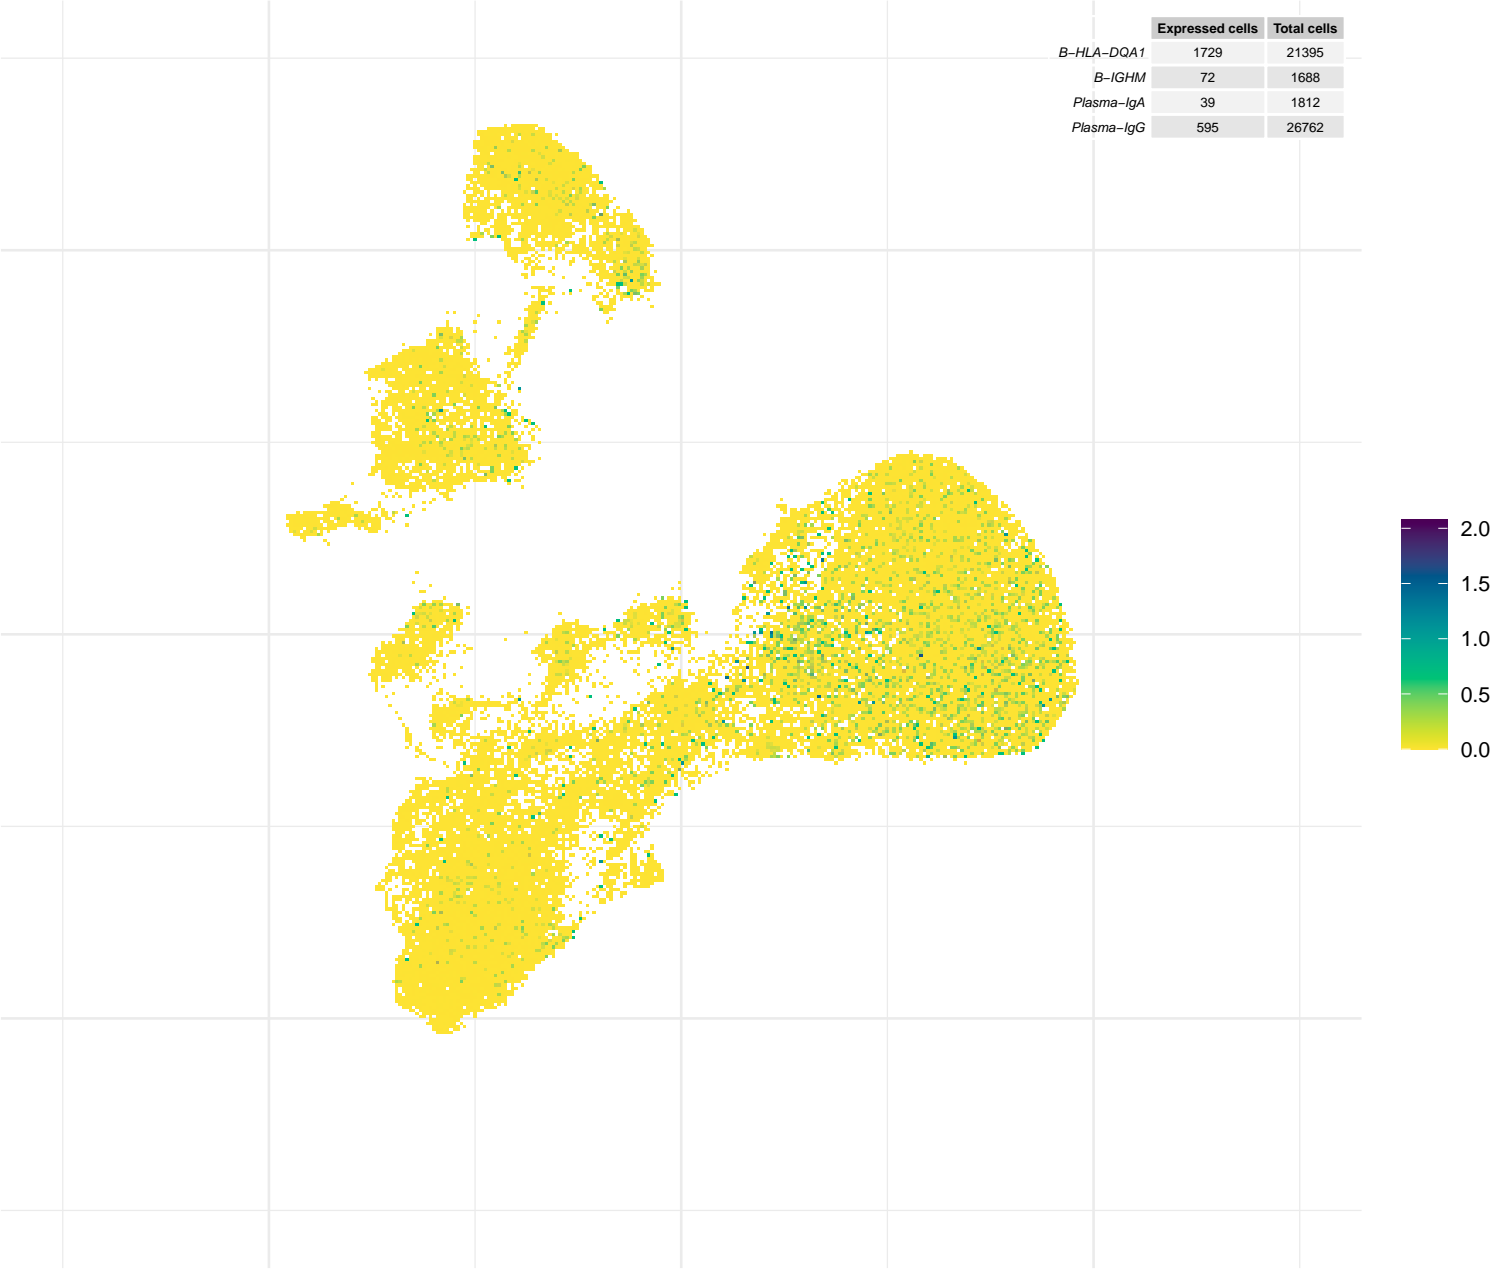 Expressed cells Total cells
B−HLA−DQA1 1729 21395
B−IGHM 72 1688
Plasma−IgA 39 1812
Plasma−IgG 595 26762
2.0
1.5
1.0
0.5
0.0